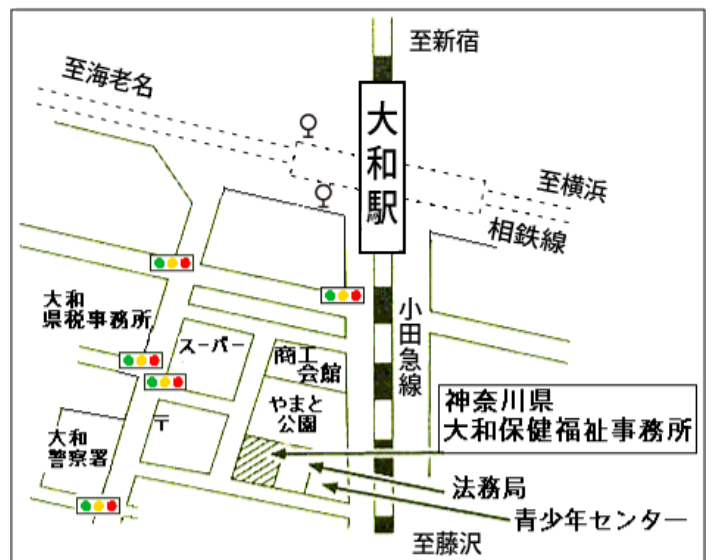 至新宿
至海老名
大和駅
至横浜
相鉄線
大和
県税事務所
小田急線
スーパー
商工
会館
神奈川県
大和保健福祉事務所
やまと
公園
〒
大和
警察署
法務局
青少年センター
至藤沢